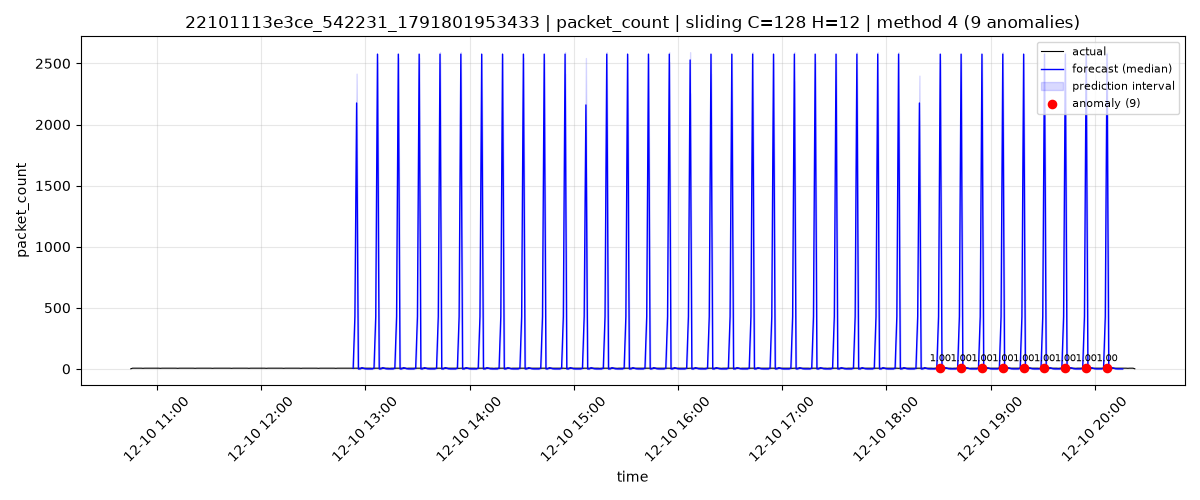 22101113e3ce_542231_1791801953433 | packet_count | sliding C=128 H=12 | method 4 (9 anomalies)
actual
forecast (median)
prediction interval
anomaly (9)
packet_count
2500
2000
1500
1000
500
0
1.001.001.001.001.001.001.001.001.00
12-10 11:00
12-10 12:00
12-10 13:00
12-10 14:00
12-10 15:00
12-10 16:00
12-10 17:00
12-10 18:00
12-10 19:00
12-10 20:00
time